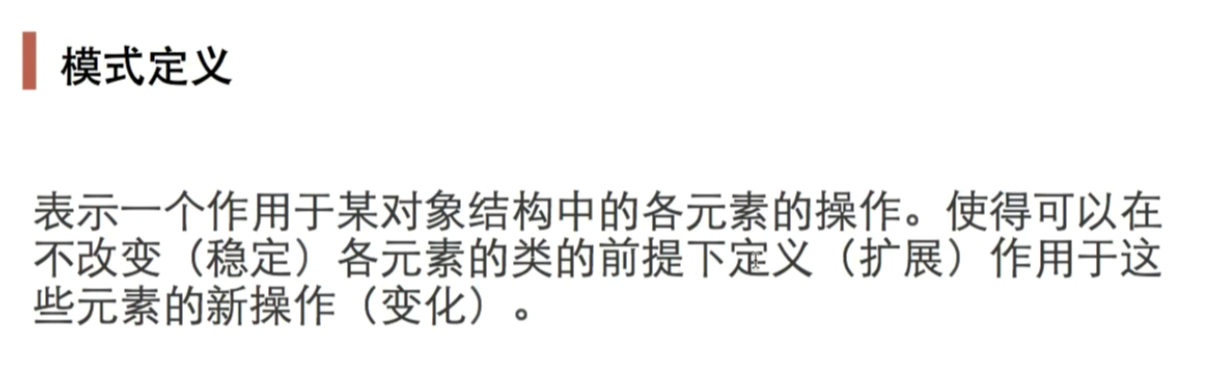 模式定义
表示一个作用于某对象结构中的各元素的操作。使得可以在
不改变（稳定）各元素的类的前提下定义（扩展）作用于这
些元素的新操作（变化）。